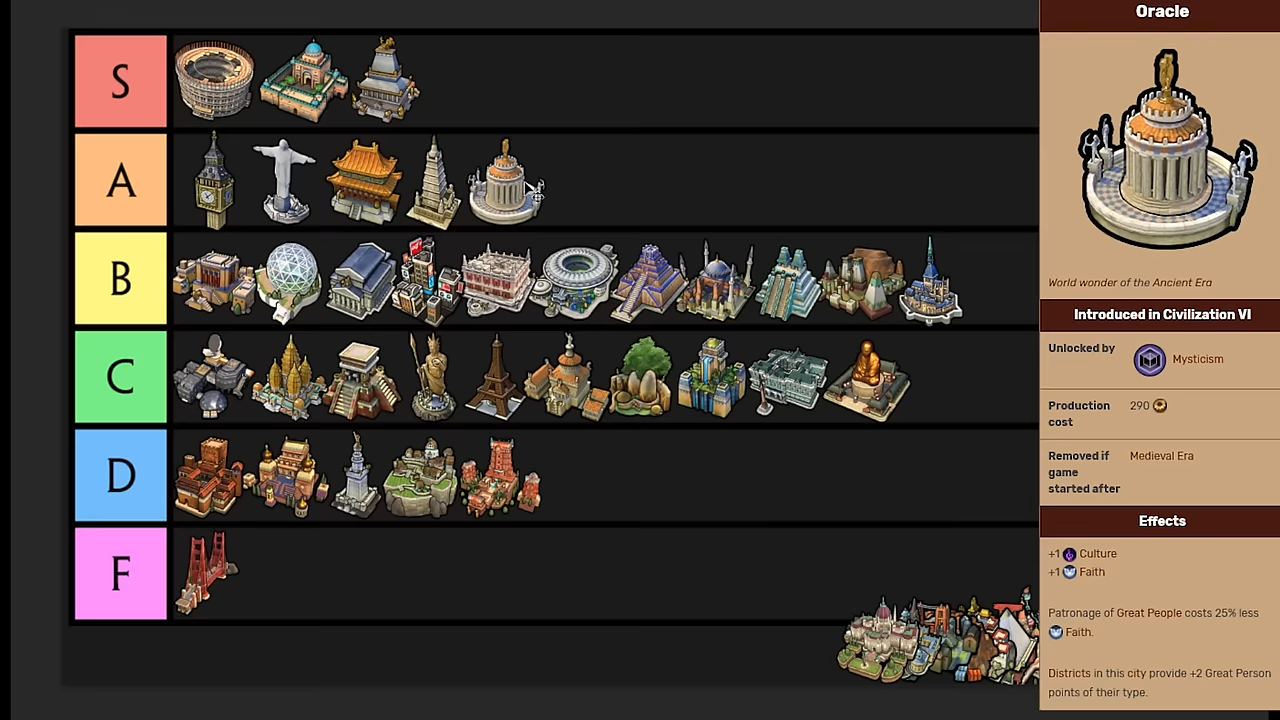 S
A
B
C
D
F
Oracle
World wonder of the Ancient Era
Introduced in Civilization VI
Unlocked by
Mysticism
Production
cost
290
Removed if
game
started after
Medieval Era
Effects
+1 Culture
+1 Faith
Patronage of Great People costs 25% less
Faith.
Districts in this city provide +2 Great Person
points of their type.